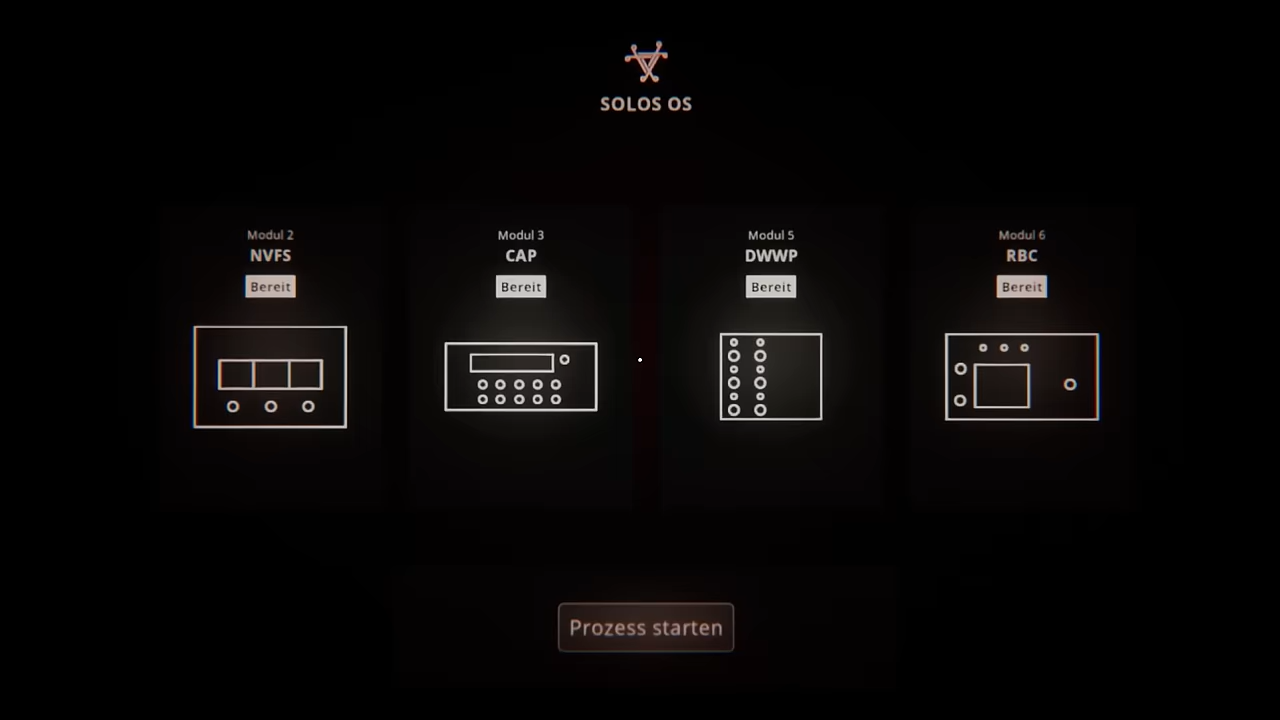 SOLOS OS
Modul 2
NVFS
Bereit
Modul 3
CAP
Bereit
Modul 5
DWWP
Bereit
Modul 6
RBC
Bereit
Prozess starten